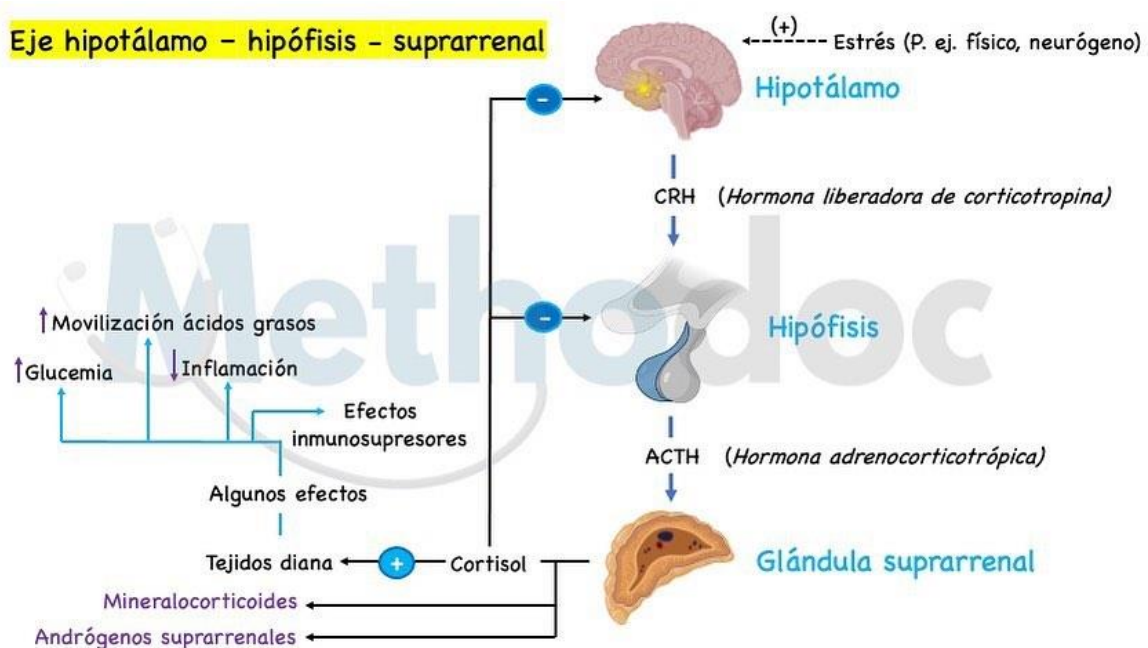 Eje hipotálamo – hipófisis – suprarrenal
(+)
Estrés (P. ej. físico, neurógeno)
Hipotálamo
-
CRH (Hormona liberadora de corticotropina)
Methodoc
-
Hipófisis
↑ Movilización ácidos grasos
↑ Glucemia
↓ Inflamación
Efectos
inmunosupresores
ACTH (Hormona adrenocorticotrópica)
Algunos efectos
Tejidos diana
+
Cortisol
Glándula suprarrenal
Mineralocorticoides
Andrógenos suprarrenales